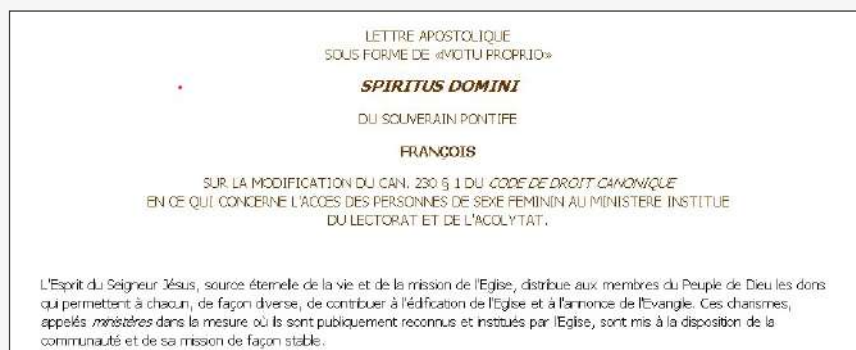 LETTRE APOSTOLIQUE
SOUS FORME DE «MOTU PROPRIO»
SPIRITUS DOMINI
DU SOUVERAIN PONTIFE
FRANÇOIS
SUR LA MODIFICATION DU CAN. 230 § 1 DU CODE DE DROIT CANONIQUE
EN CE QUI CONCERNE L'ACCES DES PERSONNES DE SEXE FEMININ AU MINISTERE INSTITUE
DU LECTORAT ET DE L'ACOLYTAT.
L'Esprit du Seigneur Jésus, source éternelle de la vie et de la mission de l'Eglise, distribue aux membres du Peuple de Dieu les dons
qui permettent à chacun, de façon diverse, de contribuer à l'édification de l'Eglise et à l'annonce de l'Evangile. Ces charismes,
appelés ministères dans la mesure où ils sont publiquement reconnus et institués par l'Eglise, sont mis à la disposition de la
communauté et de sa mission de façon stable.